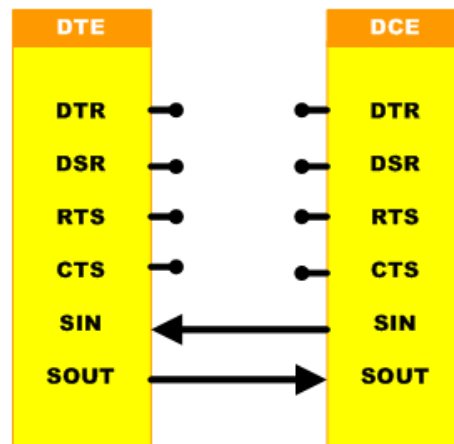 DTE DCE
DTR DTR
DSR DSR
RTS RTS
CTS CTS
SIN SIN
SOUT SOUT